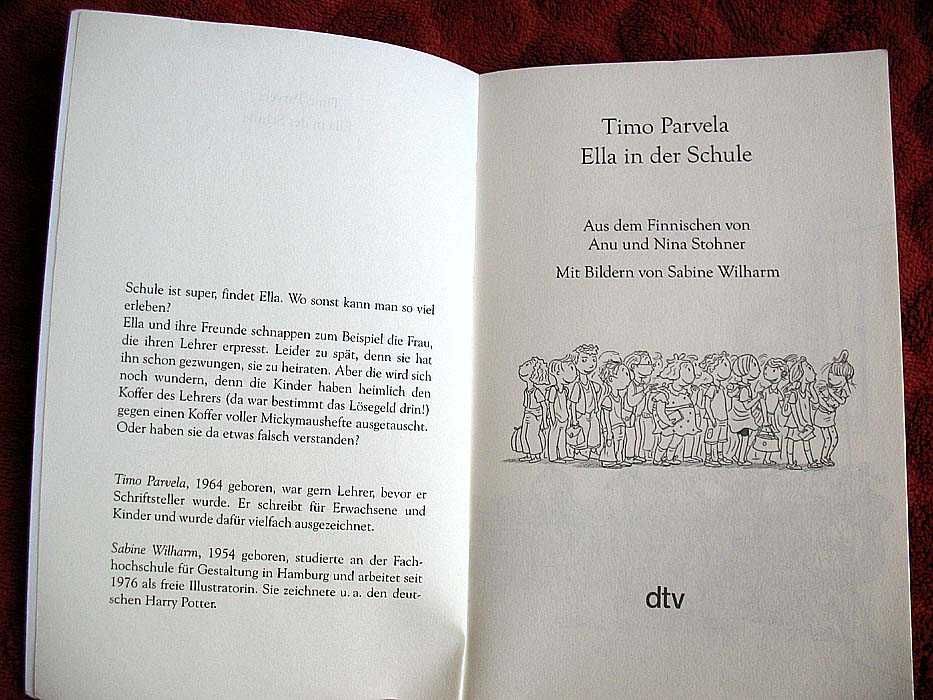 Timo Parvela
Ella in der Schule
Schule ist super, findet Ella. Wo sonst kann man so viel
erleben?
Ella und ihre Freunde schnappen zum Beispiel die Frau,
die ihren Lehrer erpresst. Leider zu spät, denn sie hat
ihn schon gezwungen, sie zu heiraten. Aber die wird sich
noch wundern, denn die Kinder haben heimlich den
Koffer des Lehrers (da war bestimmt das Lösegeld drin!)
gegen einen Koffer voller Mickymaushefte ausgetauscht.
Oder haben sie da etwas falsch verstanden?
Timo Parvela, 1964 geboren, war gern Lehrer, bevor er
Schriftsteller wurde. Er schreibt für Erwachsene und
Kinder und wurde dafür vielfach ausgezeichnet.
Sabine Wilharm, 1954 geboren, studierte an der Fach-
hochschule für Gestaltung in Hamburg und arbeitet seit
1976 als freie Illustratorin. Sie zeichnete u. a. den deut-
schen Harry Potter.
Timo Parvela
Ella in der Schule
Aus dem Finnischen von
Anu und Nina Stohner
Mit Bildern von Sabine Wilharm
dtv